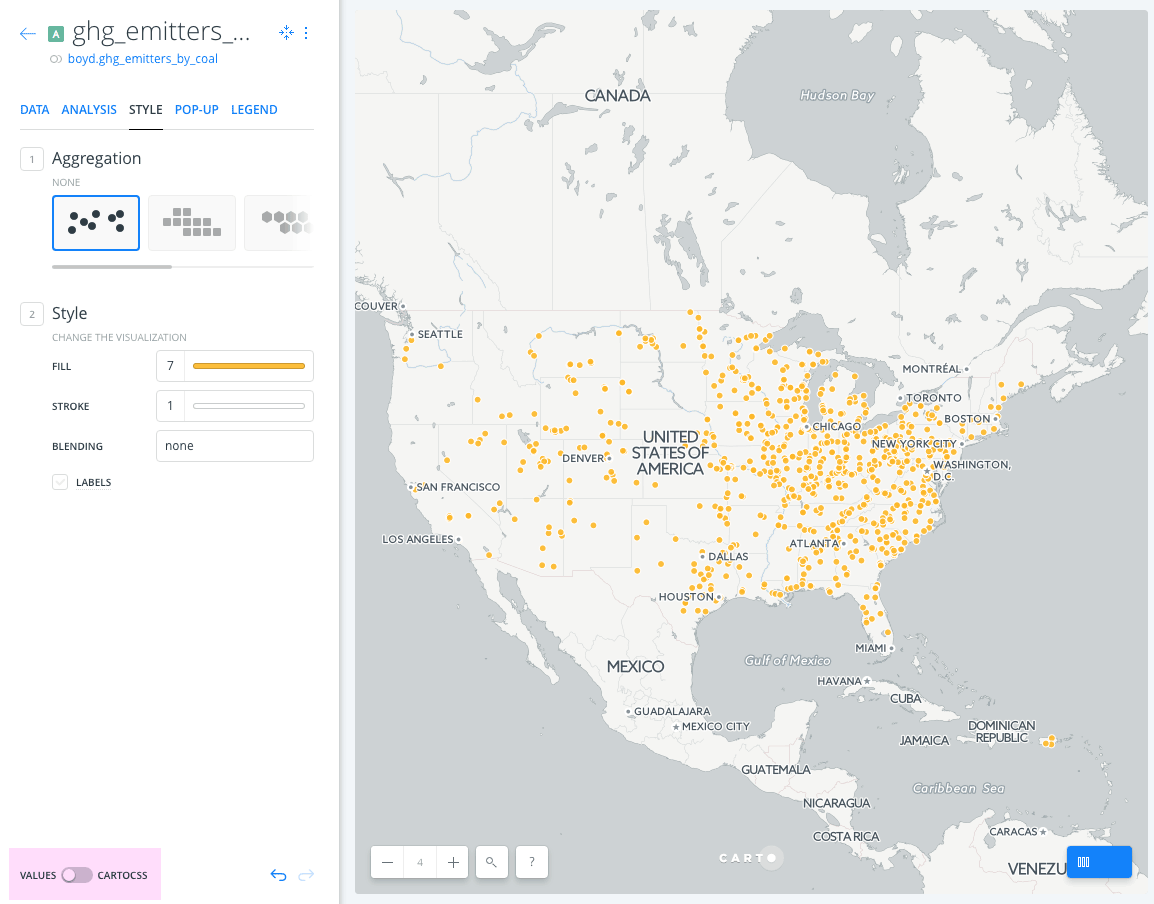 A ghg_emitters_...
boyd.ghg_emitters_by_coal
DATA ANALYSIS STYLE POP-UP LEGEND
1 Aggregation
NONE
2 Style
CHANGE THE VISUALIZATION
FILL 7
STROKE 1
BLENDING none
LABELS
VALUES CARTOCSS
CANADA
Hudson Bay
COUVER
SEATTLE
MONTRÉAL
TORONTO
BOSTON
CHICAGO
UNITED
STATES OF
AMERICA
NEW YORK CITY
DENVER
WASHINGTON,
D.C.
SAN FRANCISCO
LOS ANGELES
ATLANTA
DALLAS
HOUSTON
MIAMI
Gulf of Mexico
MEXICO
HAVANA
CUBA
GUADALAJARA
MEXICO CITY
DOMINICAN
REPUBLIC
JAMAICA
GUATEMALA
Caribbean Sea
NICARAGUA
COSTA RICA
CARACAS
VENEZU
4
?
CARTO